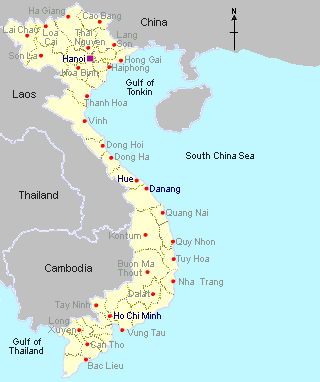 Ha Giang
Cao Bang
China
N
Lai Chau
Loa
Cai
Thai
Nguyen
Lang
Son
Son La
Hanoi
Hong Gai
Hoa Binh
Haiphong
Gulf of
Tonkin
Laos
Thanh Hoa
Vinh
Dong Hoi
Dong Ha
South China Sea
Hue
Danang
Thailand
Quang Nai
Kontum
Quy Nhon
Tuy Hoa
Buon Ma
Thout
Cambodia
Nha Trang
Dalat
Tay Ninh
Ho Chi Minh
Long
Xuyen
Vung Tau
Gulf of
Thailand
Can Tho
Bac Lieu